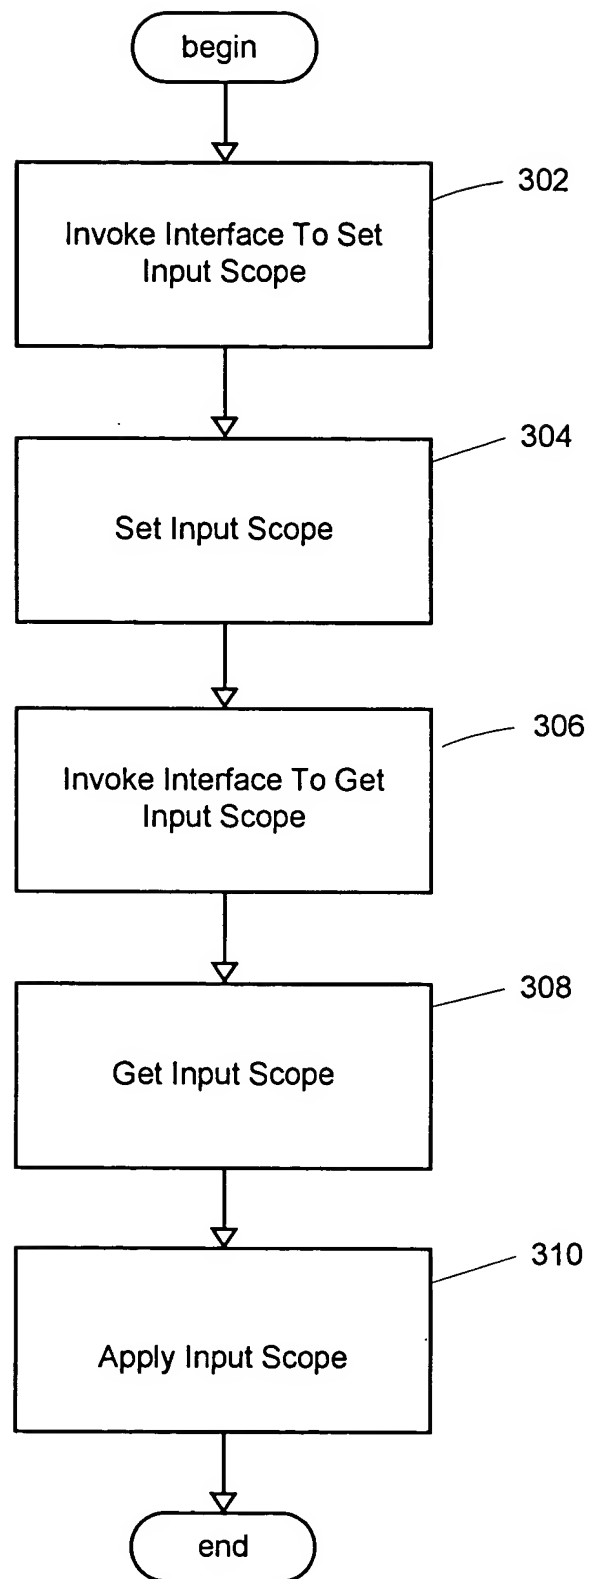 begin
302
Invoke Interface To Set
Input Scope
304
Set Input Scope
306
Invoke Interface To Get
Input Scope
308
Get Input Scope
310
Apply Input Scope
end